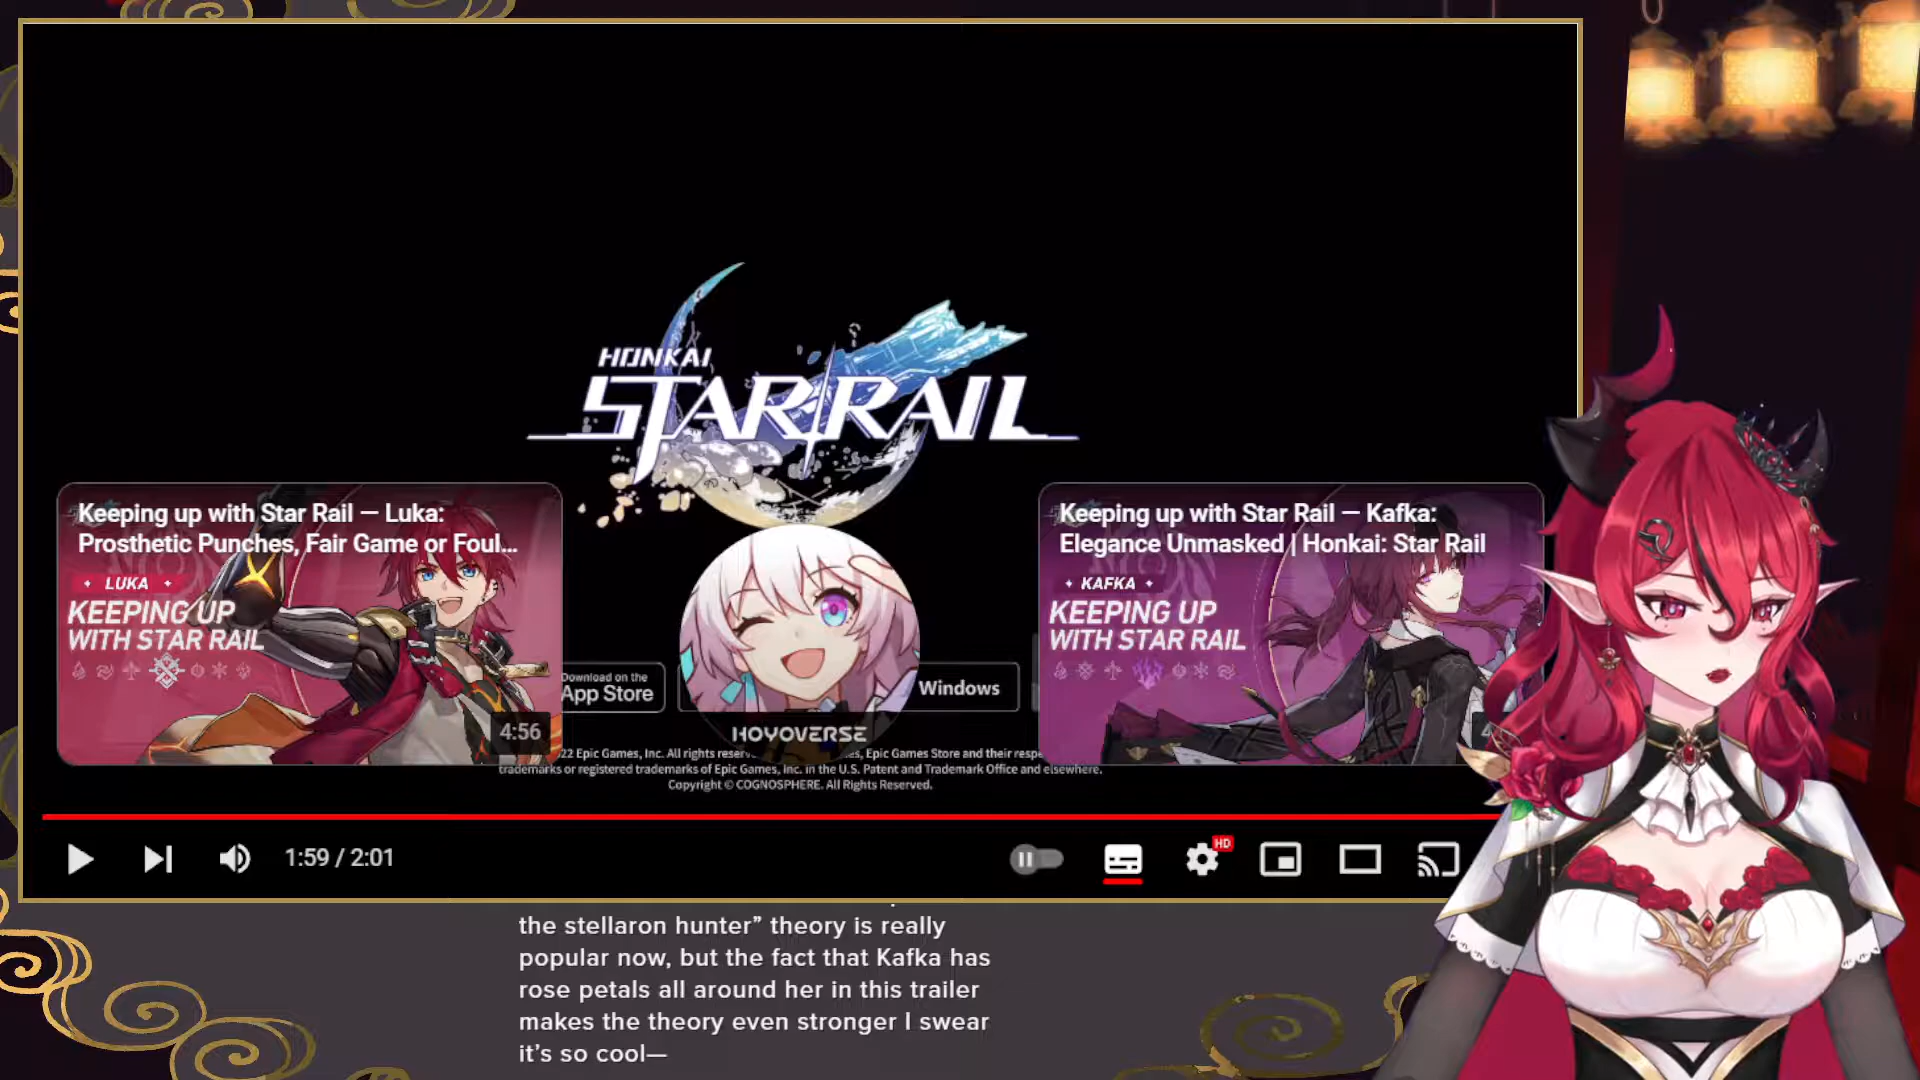 HONKAI
STAR RAIL
Keeping up with Star Rail — Luka:
Prosthetic Punches, Fair Game or Foul...
LUKA
KEEPING UP
WITH STAR RAIL
4:56
Keeping up with Star Rail — Kafka:
Elegance Unmasked | Honkai: Star Rail
KAFKA
KEEPING UP
WITH STAR RAIL
Download on the
App Store
Windows
HOYOVERSE
22 Epic Games, Inc. All rights reserv
es, Epic Games Store and their respe
trademarks or registered trademarks of Epic Games, Inc. in the U.S. Patent and Trademark Office and elsewhere.
Copyright © COGNOSPHERE. All Rights Reserved.
1:59 / 2:01
HD
the stellaron hunter” theory is really
popular now, but the fact that Kafka has
rose petals all around her in this trailer
makes the theory even stronger I swear
it’s so cool—